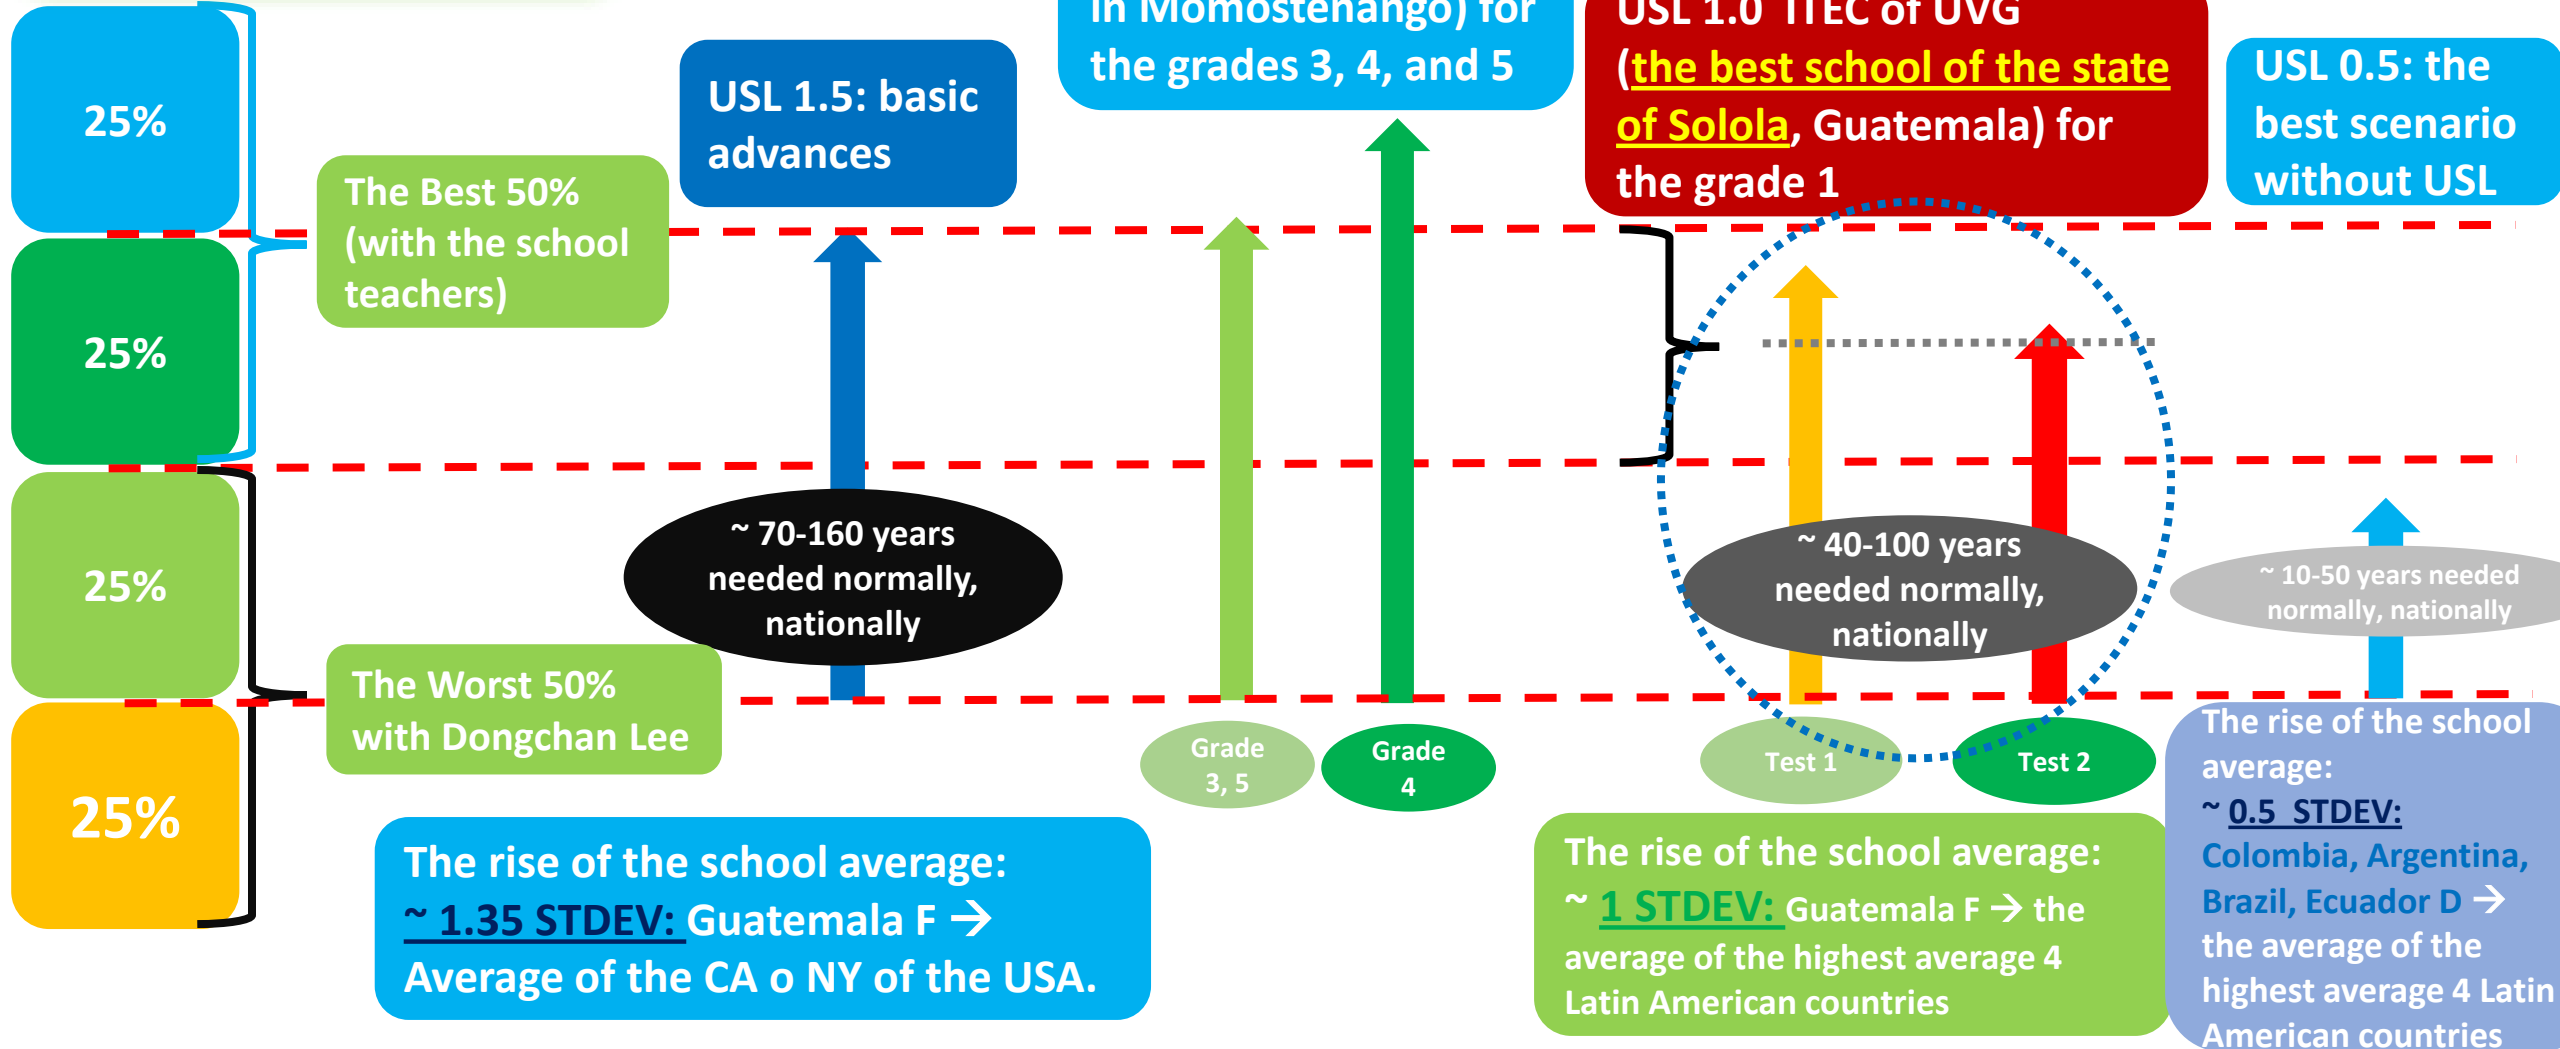 25%
25%
25%
25%
The Best 50%
(with the school
teachers)
The Worst 50%
with Dongchan Lee
USL 1.5: basic
advances
~ 70-160 years
needed normally,
nationally
in Momostenango) for
the grades 3, 4, and 5
Grade
3, 5
Grade
4
The rise of the school average:
~ 1.35 STDEV: Guatemala F →
Average of the CA o NY of the USA.
USL 1.0 ITEC of UVG
(the best school of the state
of Solola, Guatemala) for
the grade 1
~ 40-100 years
needed normally,
nationally
Test 1
Test 2
The rise of the school average:
~ 1 STDEV: Guatemala F → the
average of the highest average 4
Latin American countries
USL 0.5: the
best scenario
without USL
~ 10-50 years needed
normally, nationally
The rise of the school
average:
~ 0.5 STDEV:
Colombia, Argentina,
Brazil, Ecuador D →
the average of the
highest average 4 Latin
American countries